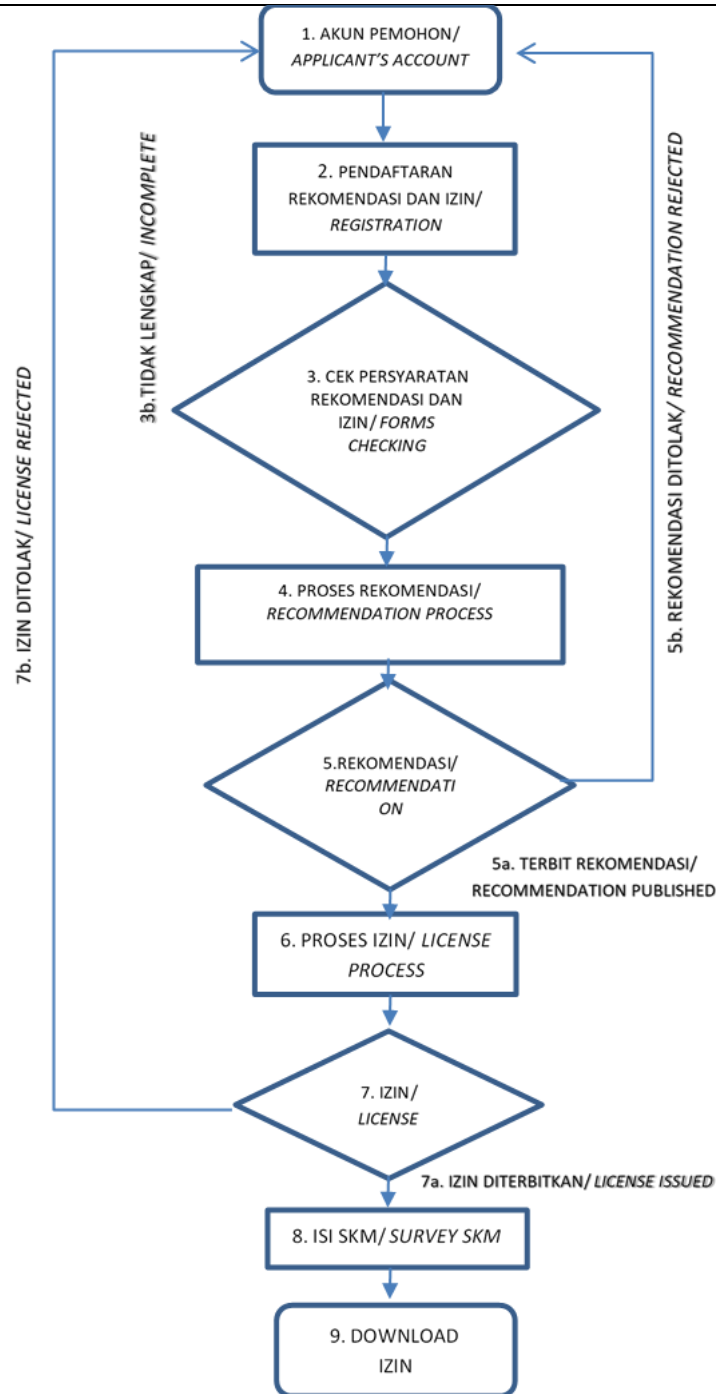 1. AKUN PEMOHON/
APPLICANT'S ACCOUNT
2. PENDAFTARAN
REKOMENDASI DAN IZIN/
REGISTRATION
3b.TIDAK LENGKAP/ INCOMPLETE
3. CEK PERSYARATAN
REKOMENDASI DAN
IZIN/ FORMS
CHECKING
7b. IZIN DITOLAK/ LICENSE REJECTED
5b. REKOMENDASI DITOLAK/ RECOMMENDATION REJECTED
4. PROSES REKOMENDASI/
RECOMMENDATION PROCESS
5.REKOMENDASI/
RECOMMENDATI
ON
5a. TERBIT REKOMENDASI/
RECOMMENDATION PUBLISHED
6. PROSES IZIN/ LICENSE
PROCESS
7. IZIN/
LICENSE
7a. IZIN DITERBITKAN/ LICENSE ISSUED
8. ISI SKM/ SURVEY SKM
9. DOWNLOAD
IZIN